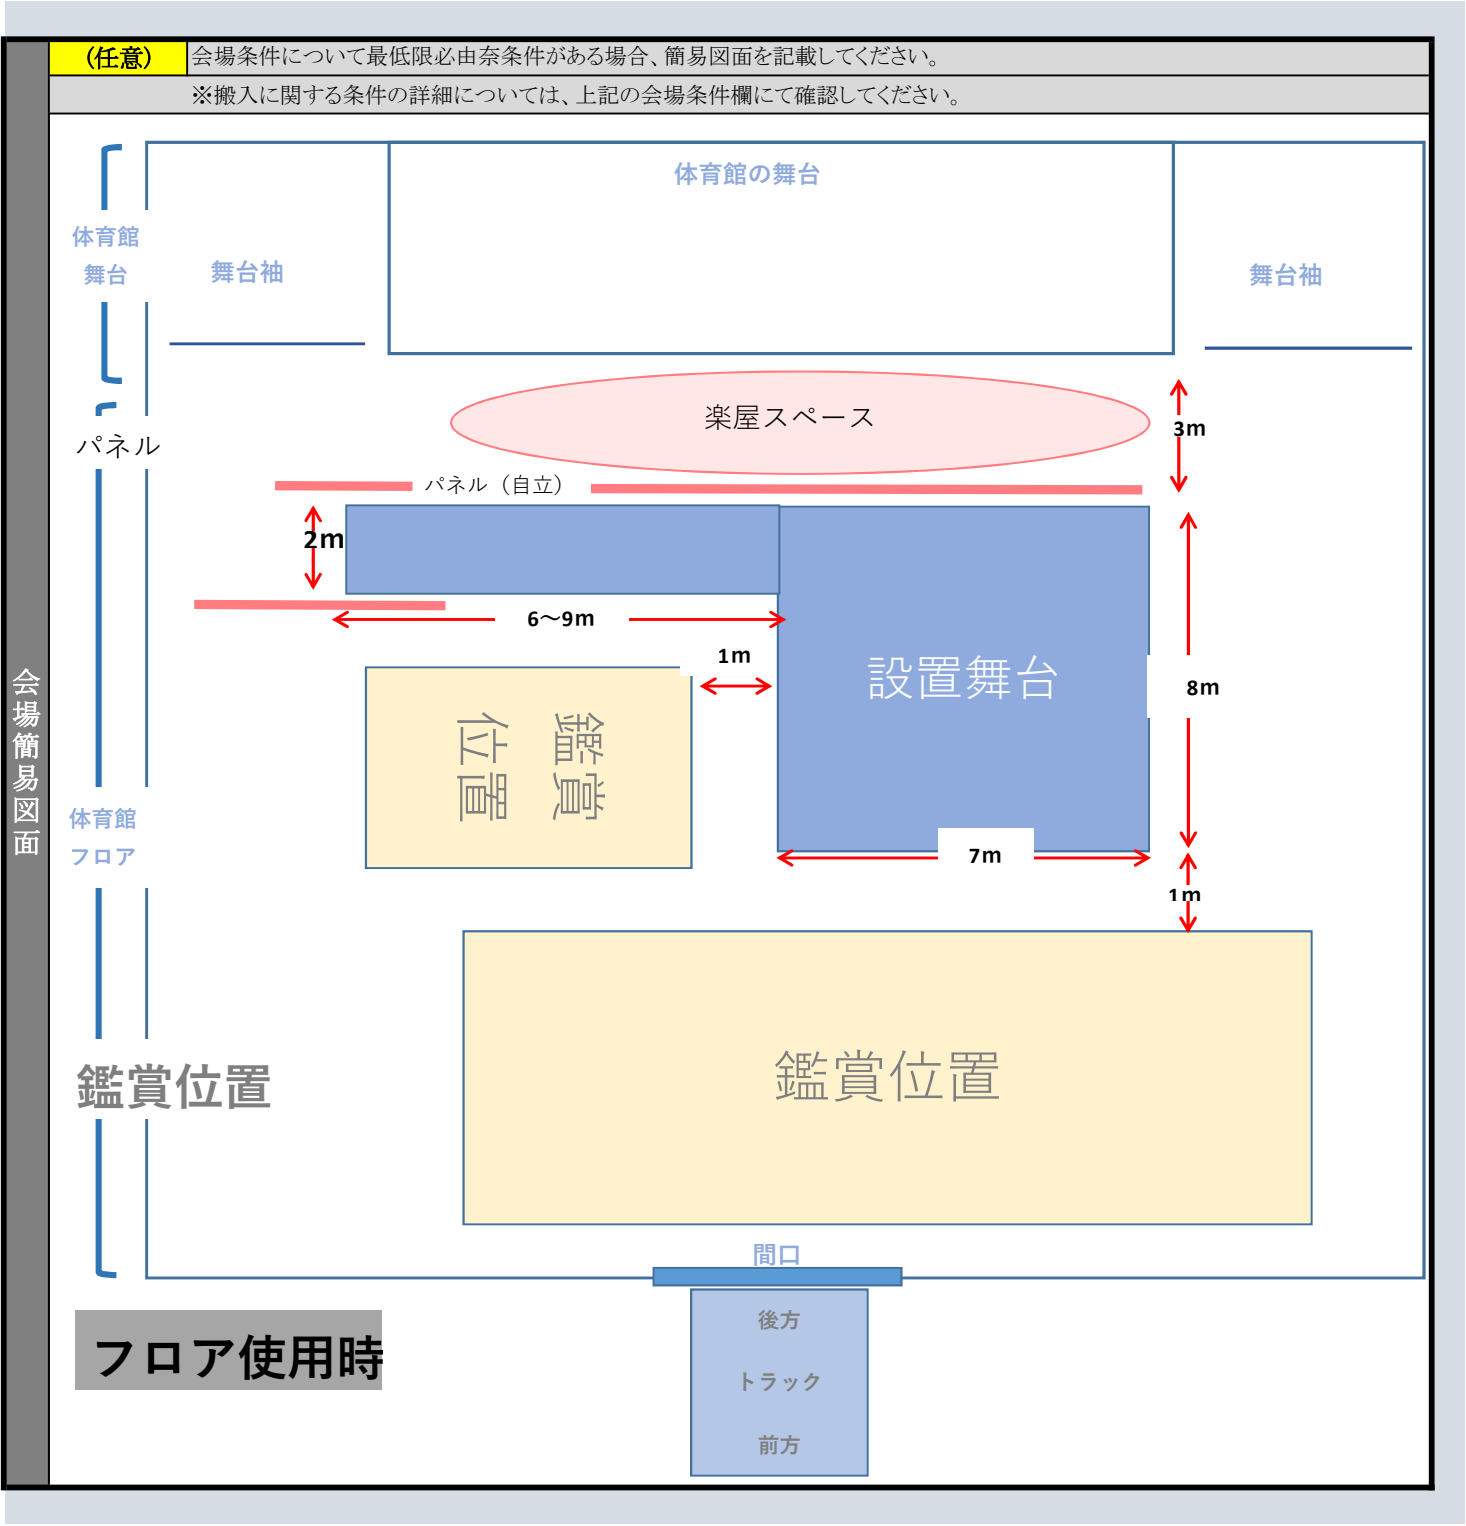 (任意)
会場条件について最低限必由奈条件がある場合、簡易図面を記載してください。
※搬入に関する条件の詳細については、上記の会場条件欄にて確認してください。
会場簡易図面
体育館の舞台
体育館
舞台
舞台袖
舞台袖
楽屋スペース
3m
パネル
パネル（自立）
2m
6～9m
1m
設置舞台
8m
鑑賞
位置
7m
1m
体育館
フロア
鑑賞位置
鑑賞位置
間口
後方
トラック
前方
フロア使用時